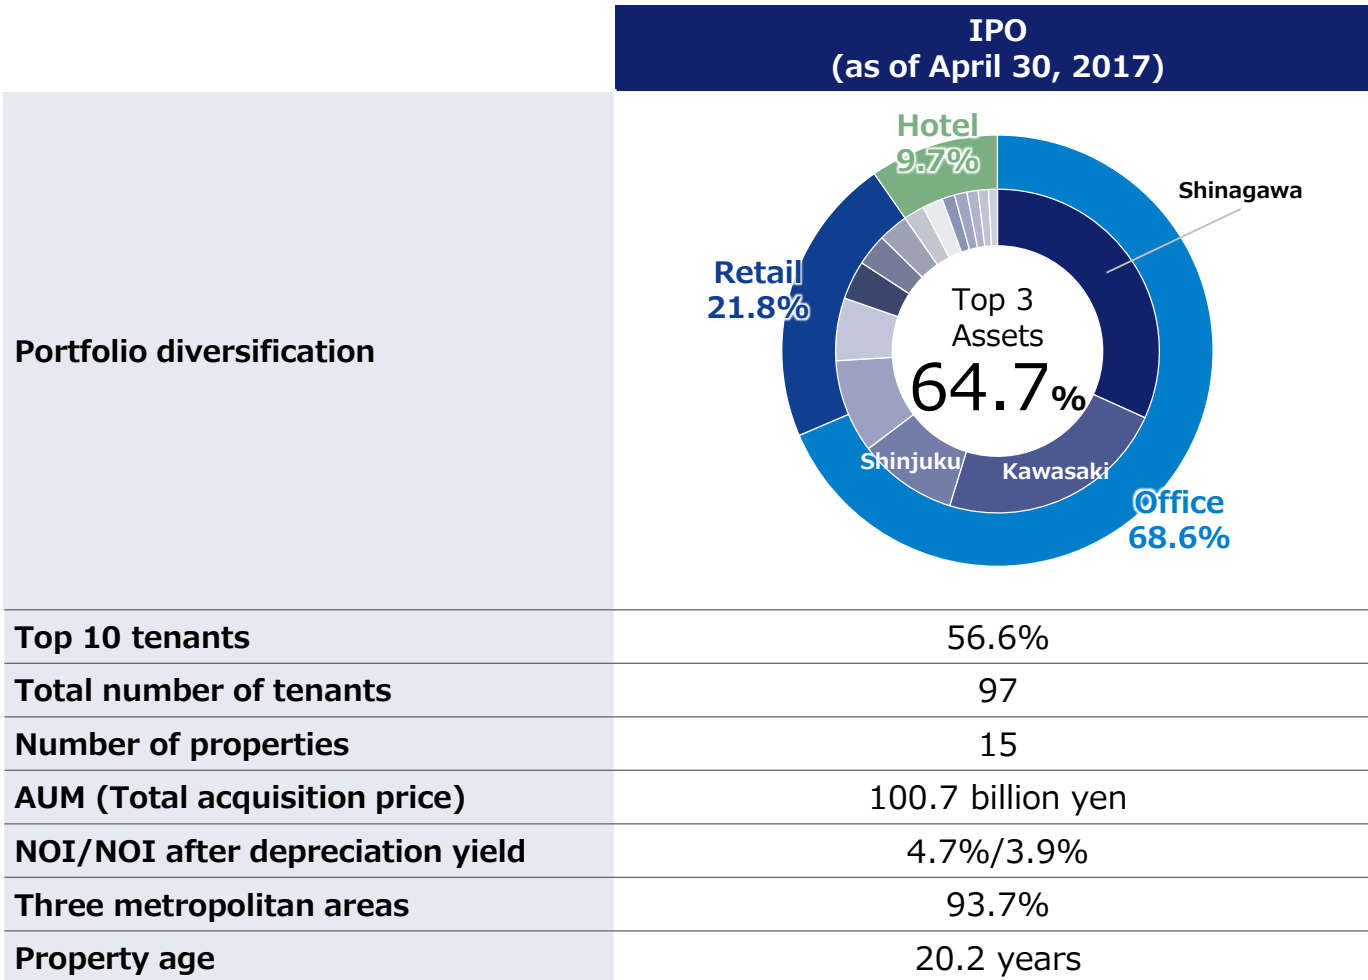 IPO
(as of April 30, 2017)
Portfolio diversification
Hotel
9.7%
Shinagawa
Retail
21.8%
Top 3
Assets
64.7%
Shinjuku
Kawasaki
Office
68.6%
Top 10 tenants
56.6%
Total number of tenants
97
Number of properties
15
AUM (Total acquisition price)
100.7 billion yen
NOI/NOI after depreciation yield
4.7%/3.9%
Three metropolitan areas
93.7%
Property age
20.2 years